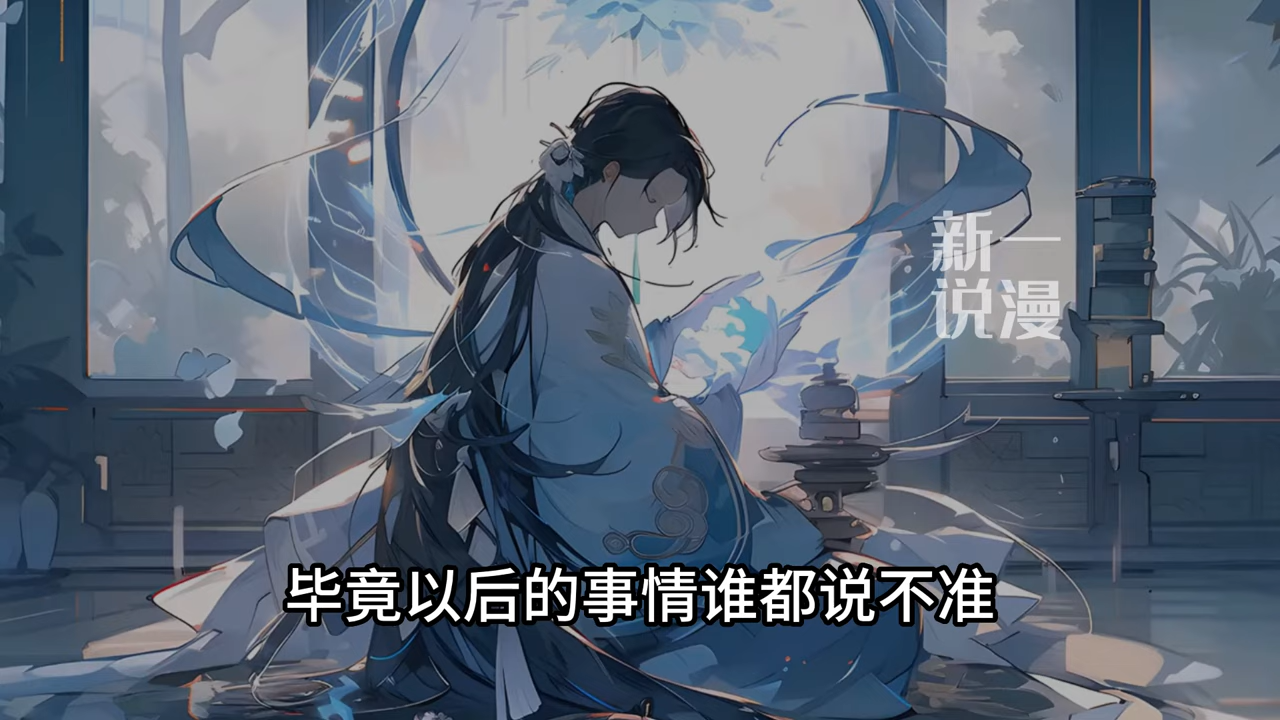 新一
说漫
毕竟以后的事情谁都说不准